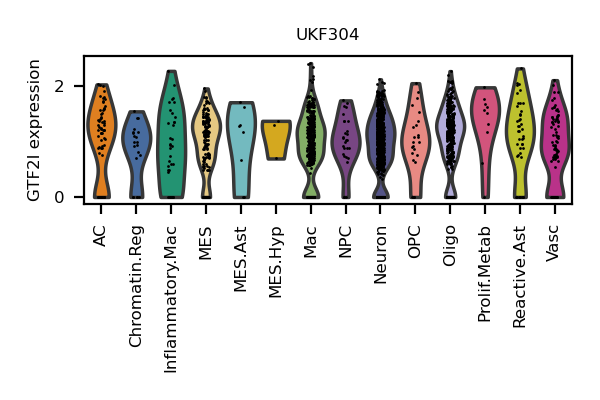 UKF304
GTF2I expression
2
0
AC
Chromatin.Reg
Inflammatory.Mac
MES
MES.Ast
MES.Hyp
Mac
NPC
Neuron
OPC
Oligo
Prolif.Metab
Reactive.Ast
Vasc